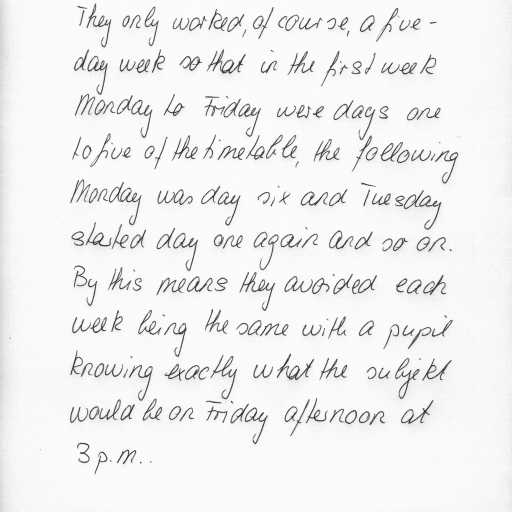 They only worked, of course, a five-
day week so that in the first week
Monday to Friday were days one
to five of the timetable, the following
Monday was day six and Tuesday
started day one again and so on.
By this means they avoided each
week being the same with a pupil
knowing exactly what the subjekt
would be on Friday afternoon at
3 p.m..